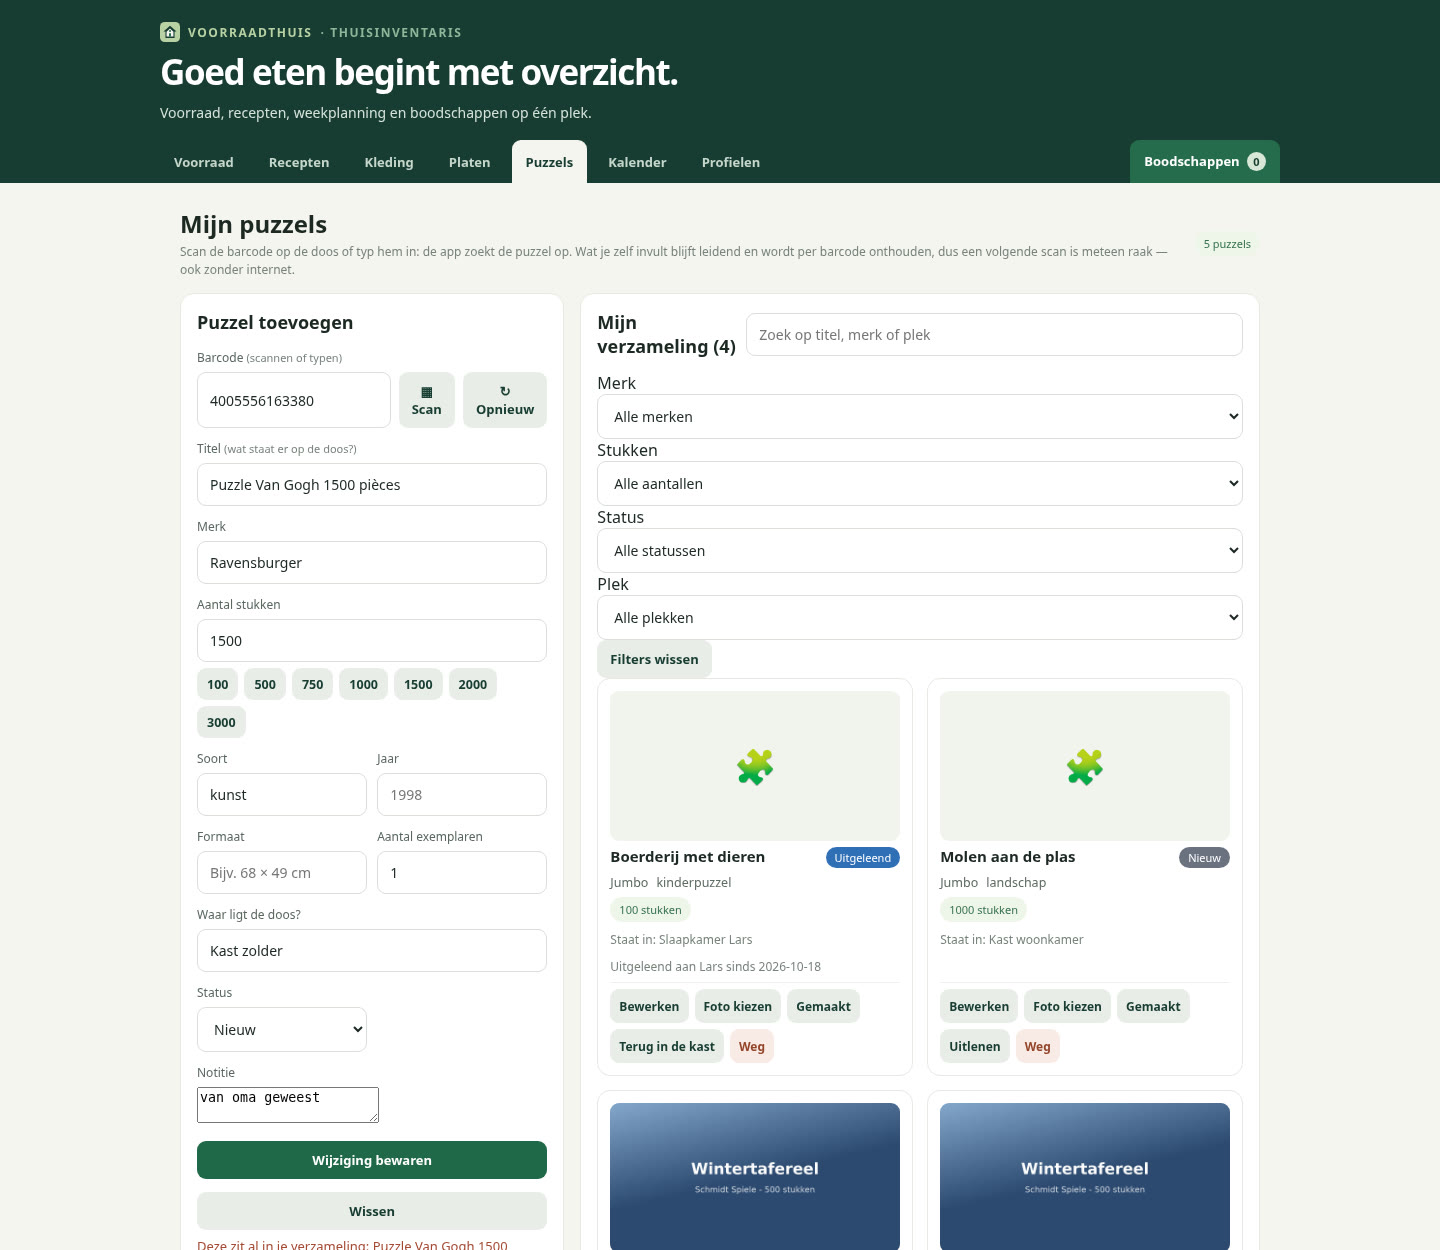 VOORRAADTHUIS · THUISINVENTARIS
Goed eten begint met overzicht.
Voorraad, recepten, weekplanning en boodschappen op één plek.
Voorraad Recepten Kleding Platen Puzzels Kalender Profielen Boodschappen 0
Mijn puzzels
Scan de barcode op de doos of typ hem in: de app zoekt de puzzel op. Wat je zelf invult blijft leidend en wordt per barcode onthouden, dus een volgende scan is meteen raak —
ook zonder internet.
5 puzzels
Puzzel toevoegen
Barcode (scannen of typen)
4005556163380
▦
Scan
↻
Opnieuw
Titel (wat staat er op de doos?)
Puzzle Van Gogh 1500 pièces
Merk
Ravensburger
Aantal stukken
1500
100 500 750 1000 1500 2000
3000
Soort Jaar
kunst 1998
Formaat Aantal exemplaren
Bijv. 68 × 49 cm 1
Waar ligt de doos?
Kast zolder
Status
Nieuw
Notitie
van oma geweest
Wijziging bewaren
Wissen
Deze zit al in je verzameling: Puzzle Van Gogh 1500
Mijn
verzameling (4)
Zoek op titel, merk of plek
Merk
Alle merken
Stukken
Alle aantallen
Status
Alle statussen
Plek
Alle plekken
Filters wissen
Boerderij met dieren Uitgeleend
Jumbo kinderpuzzel
100 stukken
Staat in: Slaapkamer Lars
Uitgeleend aan Lars sinds 2026-10-18
Bewerken Foto kiezen Gemaakt
Terug in de kast Weg
Molen aan de plas Nieuw
Jumbo landschap
1000 stukken
Staat in: Kast woonkamer
Bewerken Foto kiezen Gemaakt
Uitlenen Weg
Wintertafereel
Schmidt Spiele - 500 stukken
Wintertafereel
Schmidt Spiele - 500 stukken